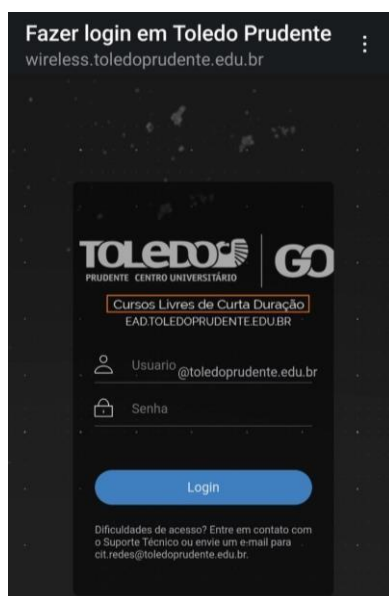 Fazer login em Toledo Prudente
wireless.toledoprudente.edu.br
TOLEDO GO
PRUDENTE CENTRO UNIVERSITÁRIO
Cursos Livres de Curta Duração
EAD.TOLEDOPRUDENTE.EDU.BR
Usuario @toledoprudente.edu.br
Senha
Login
Dificuldades de acesso? Entre em contato com
o Suporte Técnico ou envie um e-mail para
cit.redes@toledoprudente.edu.br.